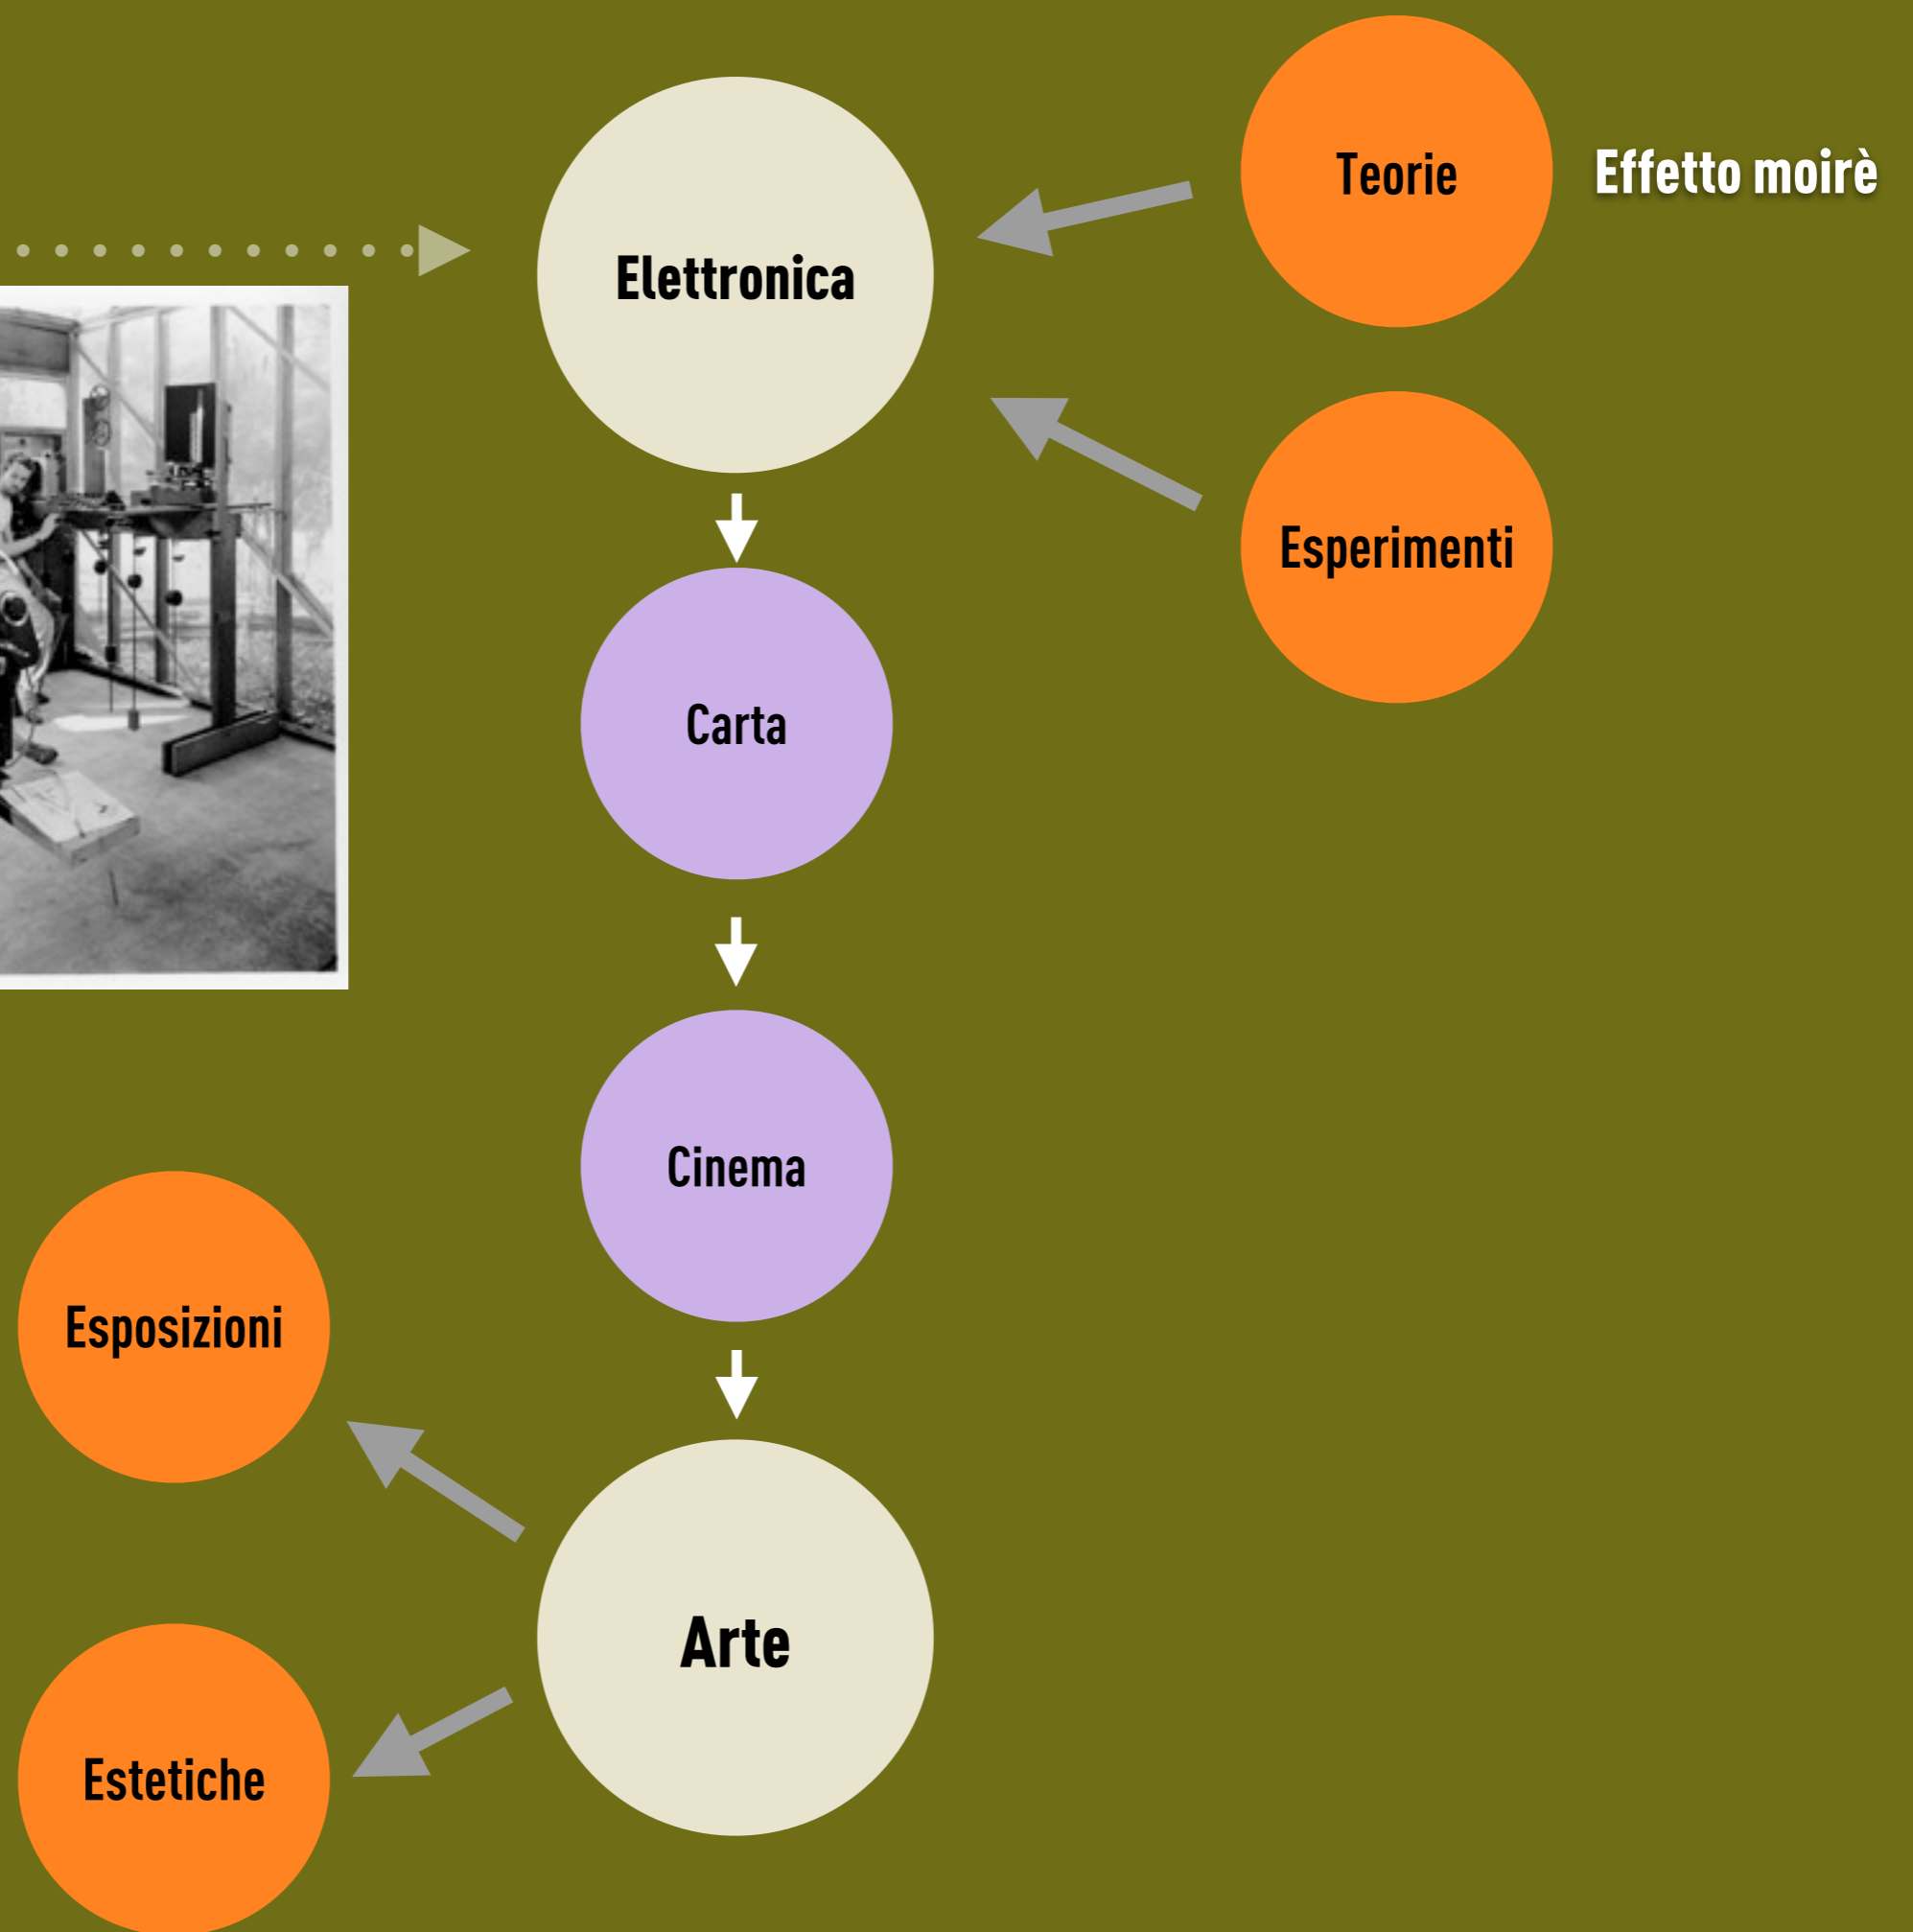 Teorie
Effetto moirè
Elettronica
Esperimenti
Carta
Cinema
Esposizioni
Arte
Estetiche